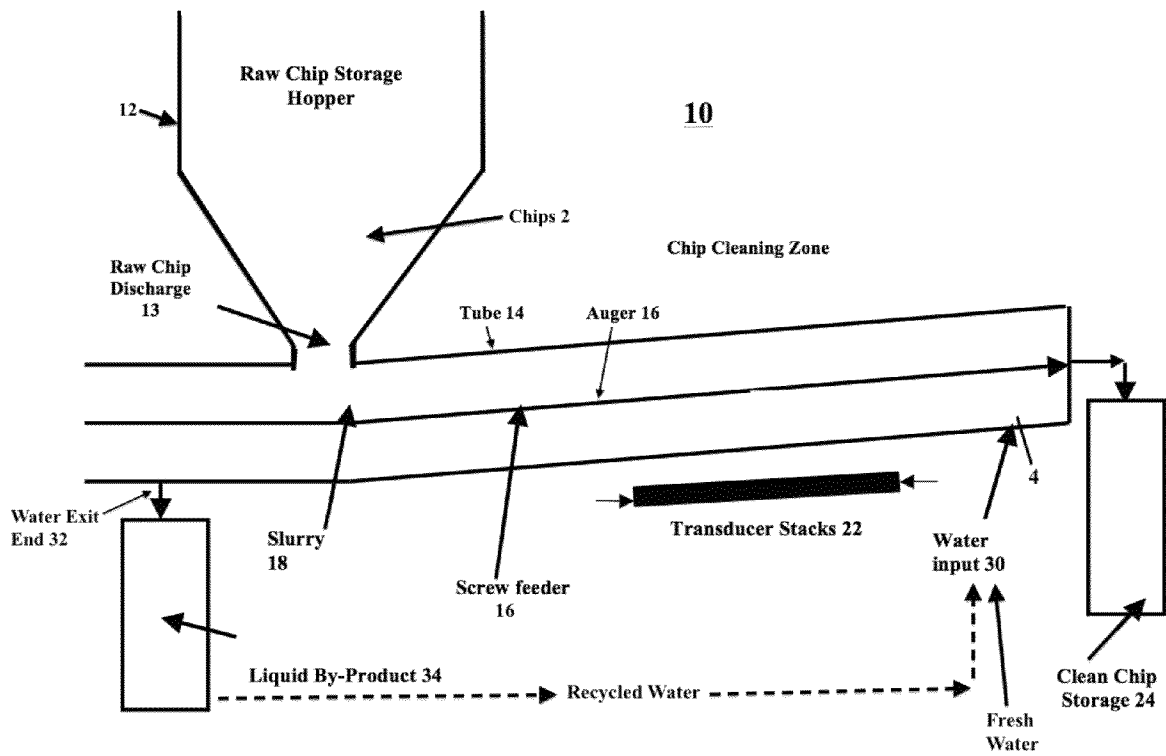 Raw Chip Storage
Hopper
12
10
Chips 2
Chip Cleaning Zone
Raw Chip
Discharge
13
Tube 14
Auger 16
4
Water Exit
End 32
Slurry
18
Screw feeder
16
Transducer Stacks 22
Water
input 30
Liquid By-Product 34
Recycled Water
Clean Chip
Storage 24
Fresh
Water